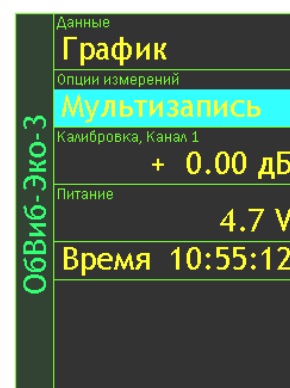 ОбВиб-Эко-3
Данные
График
Опции измерений
Мультизапись
Калибровка, Канал 1
+ 0.00 дБ
Питание
4.7 V
Время 10:55:12